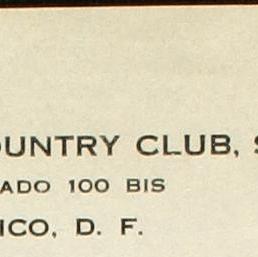 OUNTRY CLUB, S
ADO 100 BIS
ICO, D. F.